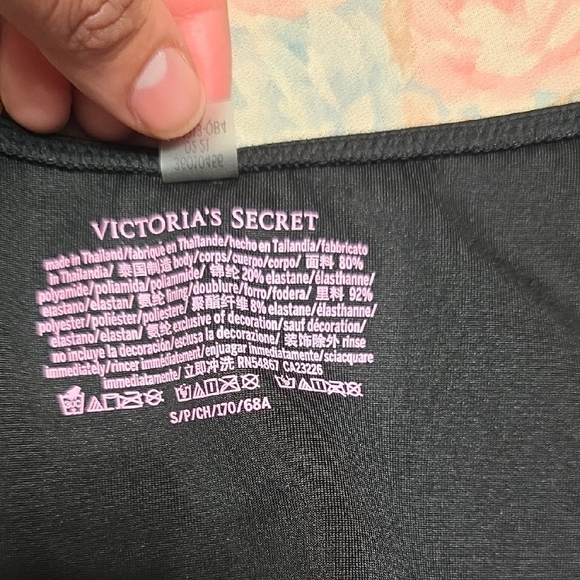 VICTORIA'S SECRET
made in Thailand/fabriqué en Thaïlande/hecho en Tailandia/fabbricato
in Thailandia/ 泰国制造 body/corps/cuerpo/corpo/ 面料 80%
polyamide/poliamida/poliammide/ 锦纶 20% elastane/élasthanne/
elastano/elastan/ 氨纶 lining/doublure/forro/fodera/ 里料 92%
polyester/poliéster/poliestere/ 聚酯纤维 8% elastane/élasthanne/
elastano/elastan/ 氨纶 exclusive of decoration/sauf décoration/
no incluye la decoración/esclusa la decorazione/ 装饰除外 rinse
immediately/rincer immédiatement/enjuagar inmediatamente/sciacquare
immediatamente/ 立即冲洗 RN54867 CA23226
S/P/CH/170/68A
02 21
36010456